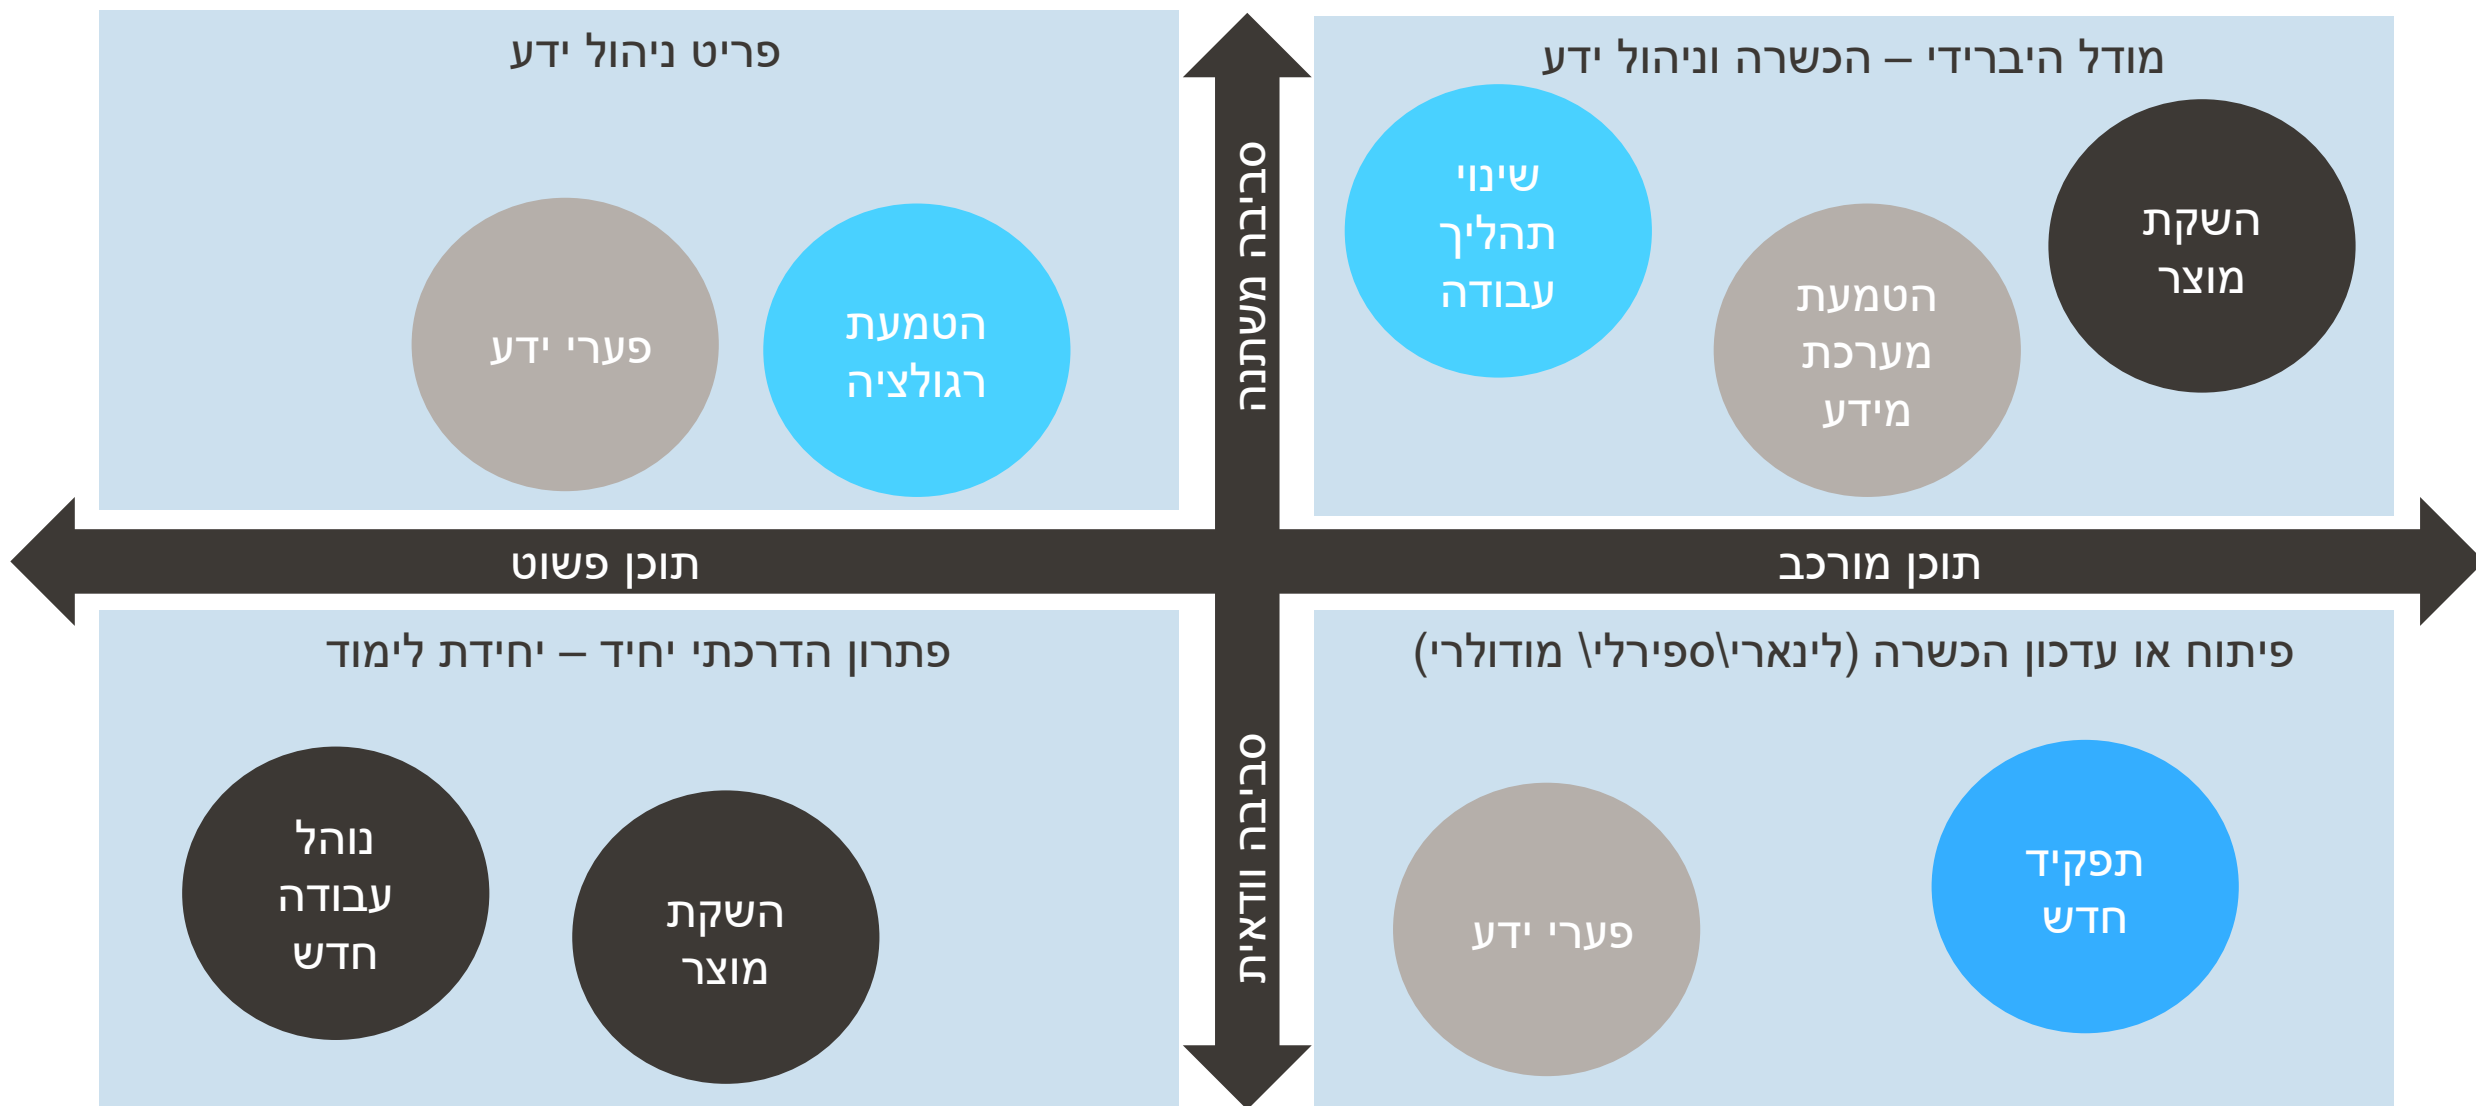 מודל היברידי – הכשרה וניהול ידע
השקת
מוצר
הטמעת
מערכת
מידע
שינוי
תהליך
עבודה
סביבה משתנה
פריט ניהול ידע
הטמעת
רגולציה
פערי ידע
תוכן מורכב
תוכן פשוט
פיתוח או עדכון הכשרה (לינארי\ספירלי\ מודולרי)
תפקיד
חדש
פערי ידע
סביבה וודאית
פתרון הדרכתי יחיד – יחידת לימוד
השקת
מוצר
נוהל
עבודה
חדש